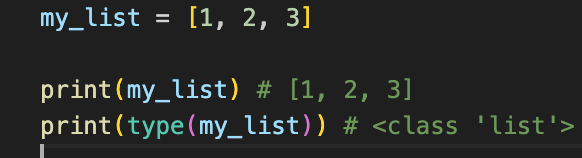 my_list = [1, 2, 3]
print(my_list) # [1, 2, 3]
print(type(my_list)) # <class 'list'>